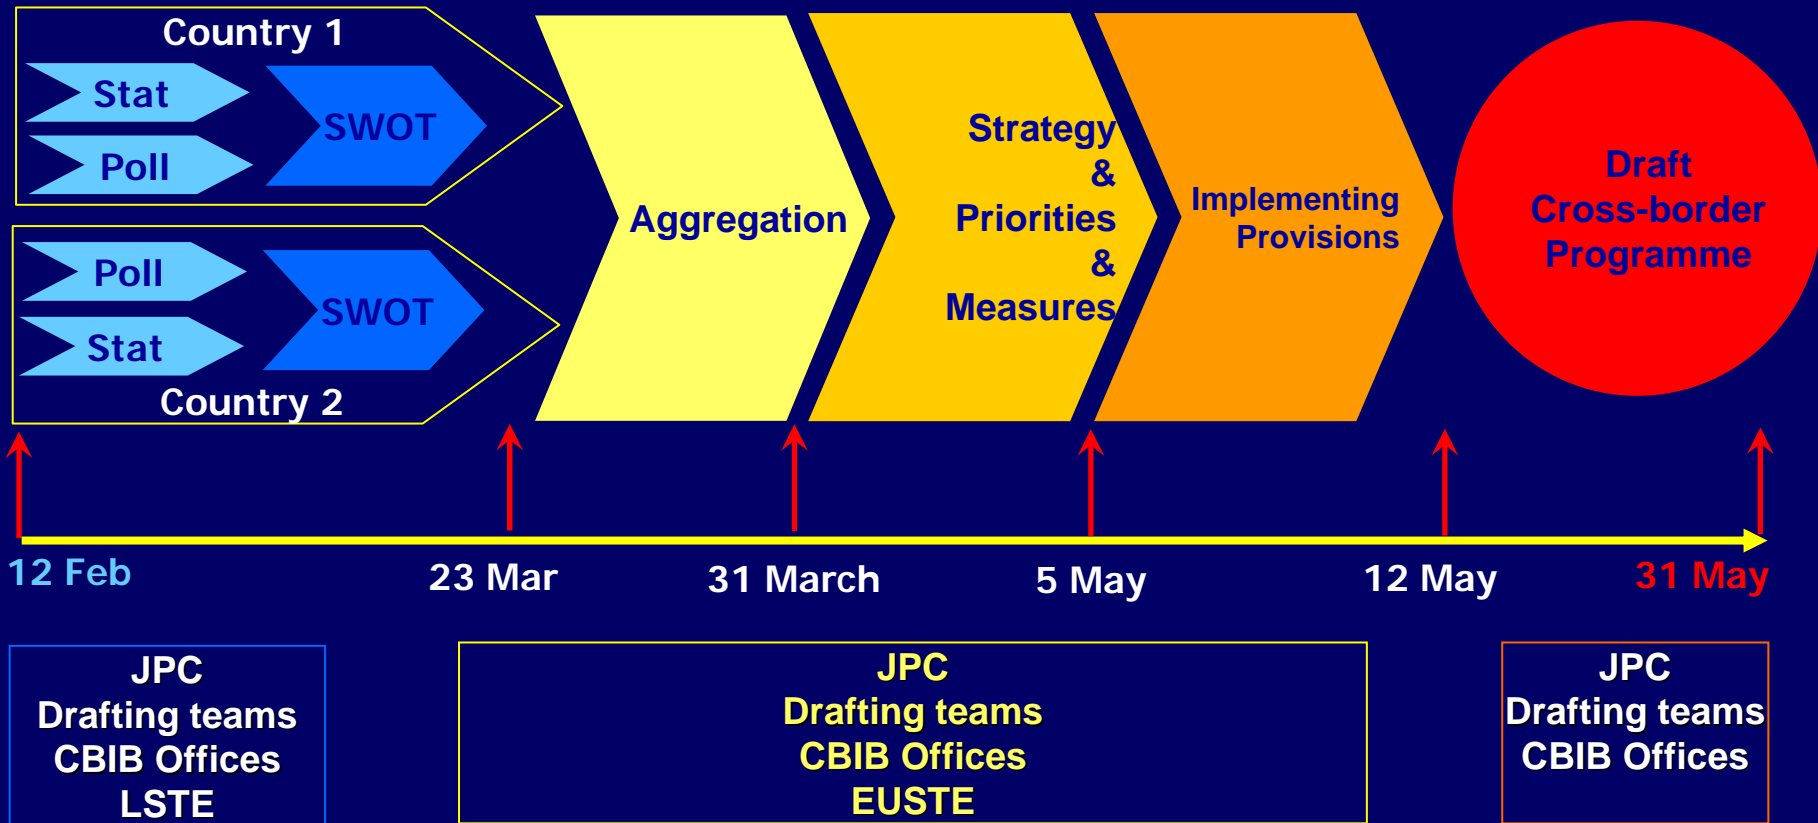 Country 1
Stat
Poll
SWOT
Poll
Stat
SWOT
Country 2
Aggregation
Strategy
&
Priorities
&
Measures
Implementing
Provisions
Draft
Cross-border
Programme
12 Feb
23 Mar
31 March
5 May
12 May
31 May
JPC
Drafting teams
CBIB Offices
LSTE
JPC
Drafting teams
CBIB Offices
EUSTE
JPC
Drafting teams
CBIB Offices